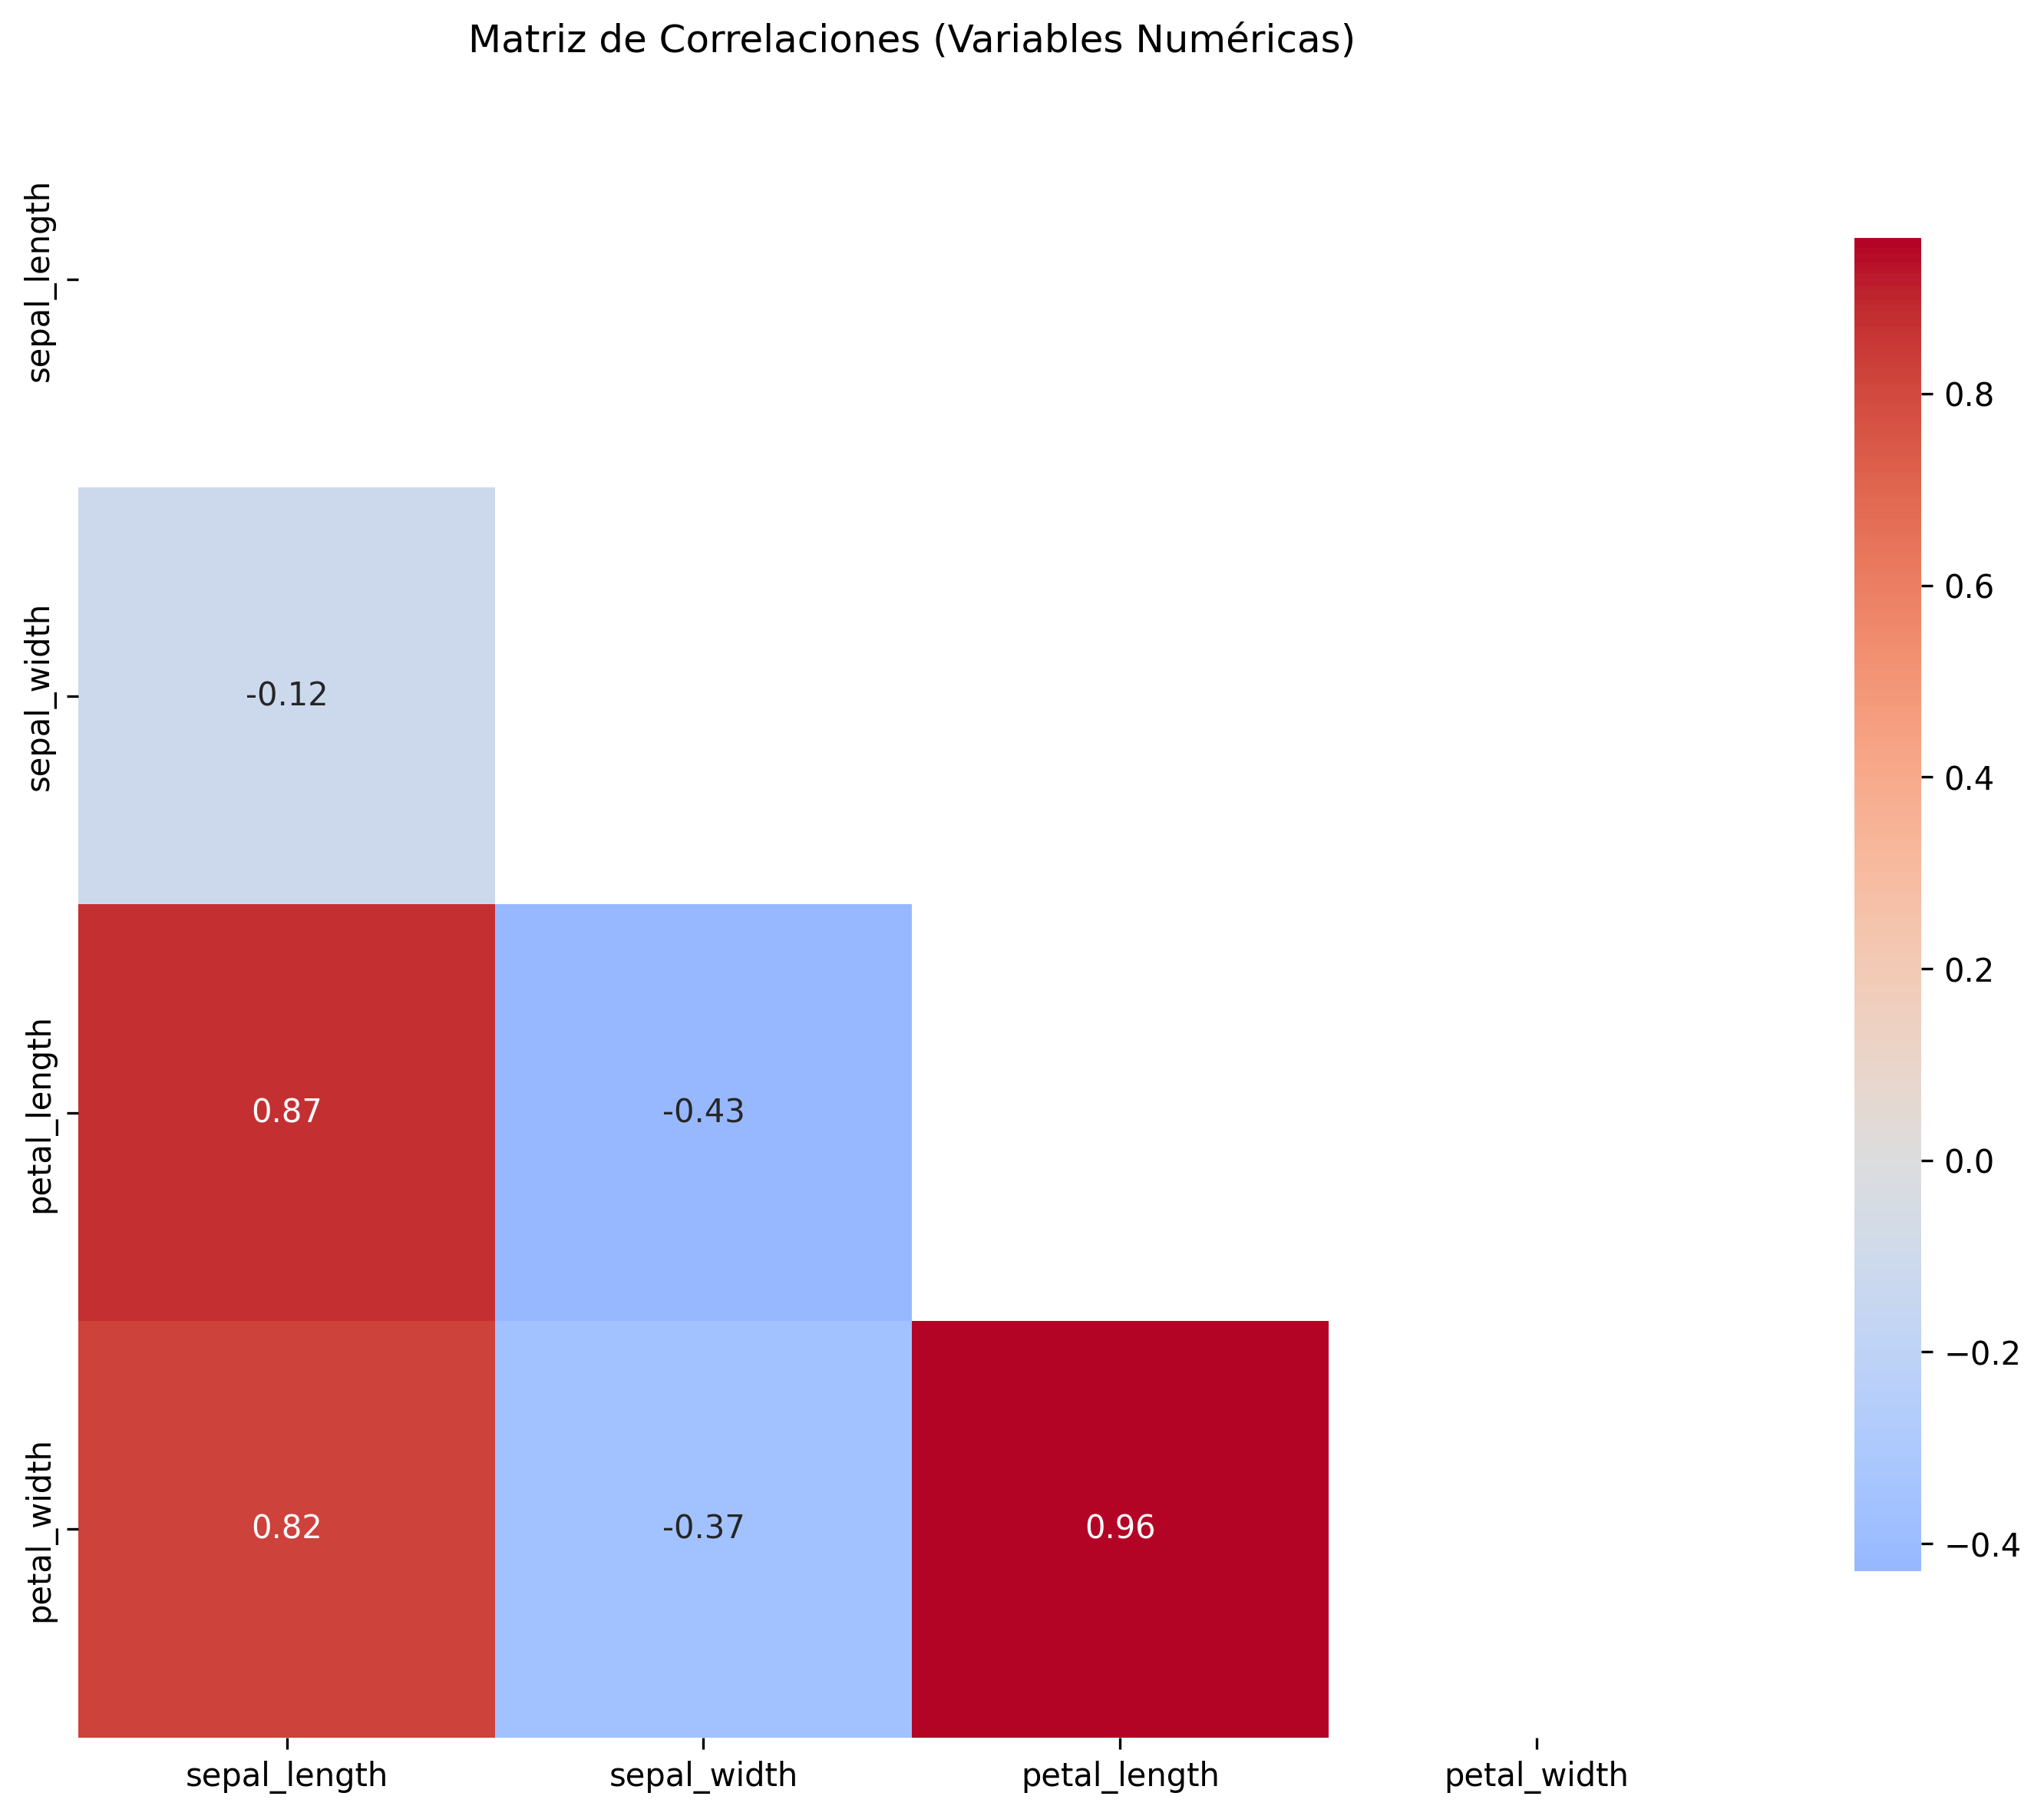 Matriz de Correlaciones (Variables Numéricas)
sepal_length
sepal_width
petal_length
petal_width
-0.12
0.87
-0.43
0.82
-0.37
0.96
sepal_length
sepal_width
petal_length
petal_width
0.8
0.6
0.4
0.2
0.0
−0.2
−0.4